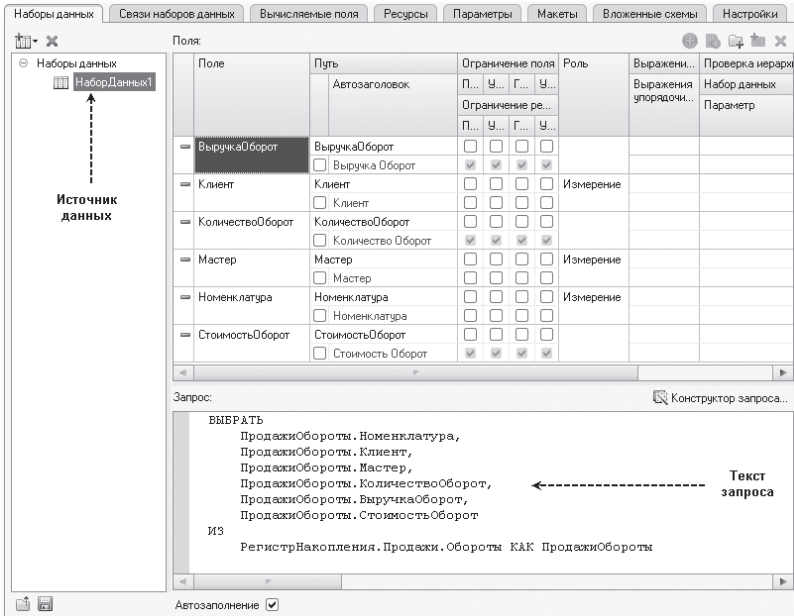 Наборы данных Связи наборов данных Вычисляемые поля Ресурсы Параметры Макеты Вложенные схемы Настройки
Поля:
Наборы данных
НаборДанных1
Источник
данных
Поле Путь Ограничение поля Роль Выражени... Проверка иерархи
Автозаголовок П... У... Г... У... Выражения упорядочи... Набор данных
Ограничение ре... Параметр
П... У... Г... У...
ВыручкаОборот ВыручкаОборот
Выручка Оборот
Клиент Клиент Измерение
Клиент
КоличествоОборот КоличествоОборот
Количество Оборот
Мастер Мастер Измерение
Мастер
Номенклатура Номенклатура Измерение
Номенклатура
СтоимостьОборот СтоимостьОборот
Стоимость Оборот
Запрос: Конструктор запроса...
ВЫБРАТЬ
ПродажиОбороты.Номенклатура,
ПродажиОбороты.Клиент,
ПродажиОбороты.Мастер,
ПродажиОбороты.КоличествоОборот,
ПродажиОбороты.ВыручкаОборот,
ПродажиОбороты.СтоимостьОборот
ИЗ
РегистрНакопления.Продажи.Обороты КАК ПродажиОбороты
Текст
запроса
Автозаполнение